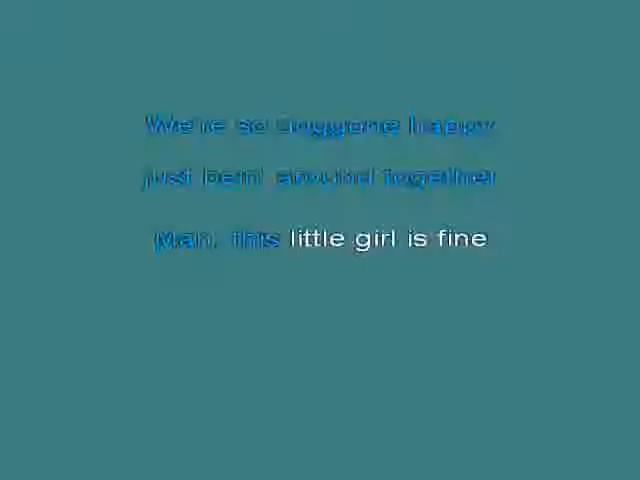 We're so doggone happy
just bein' around together
Man, this little girl is fine